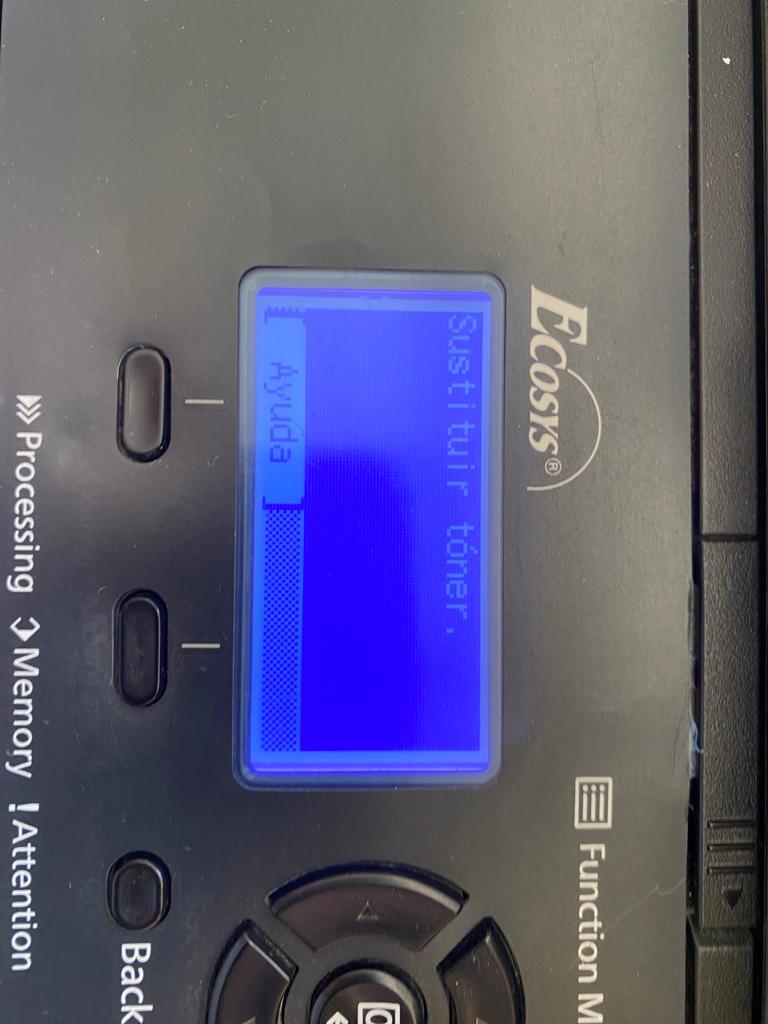 ECOSYS®
Function M
Sustituir tóner.
[ Ayuda ]
Back
Processing Memory ! Attention